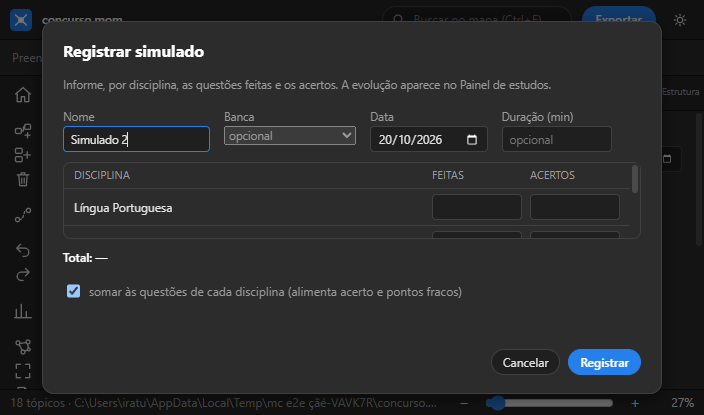 concurso.mom
Buscar no mapa (Ctrl+F)
Exportar
Preen
Estrutura
Registrar simulado
Informe, por disciplina, as questões feitas e os acertos. A evolução aparece no Painel de estudos.
Nome
Banca
Data
Duração (min)
Simulado 2
opcional
20/10/2026
opcional
DISCIPLINA
FEITAS
ACERTOS
Língua Portuguesa
Total: —
somar às questões de cada disciplina (alimenta acerto e pontos fracos)
Cancelar
Registrar
18 tópicos · C:\Users\iratu\AppData\Local\Temp\mc e2e çãé-VAVK7R\concurso....
27%